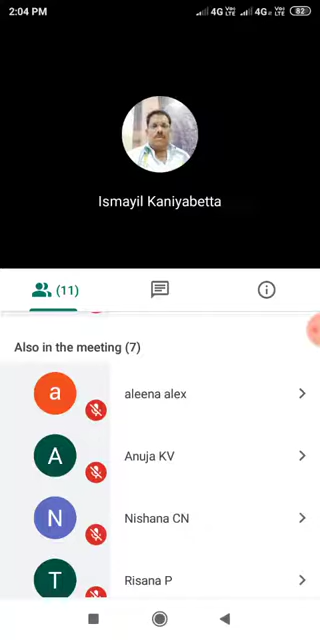 2:04 PM
4G VoLTE 4G 82
Ismayil Kaniyabetta
(11)
Also in the meeting (7)
a
aleena alex
A
Anuja KV
N
Nishana CN
T
Risana P